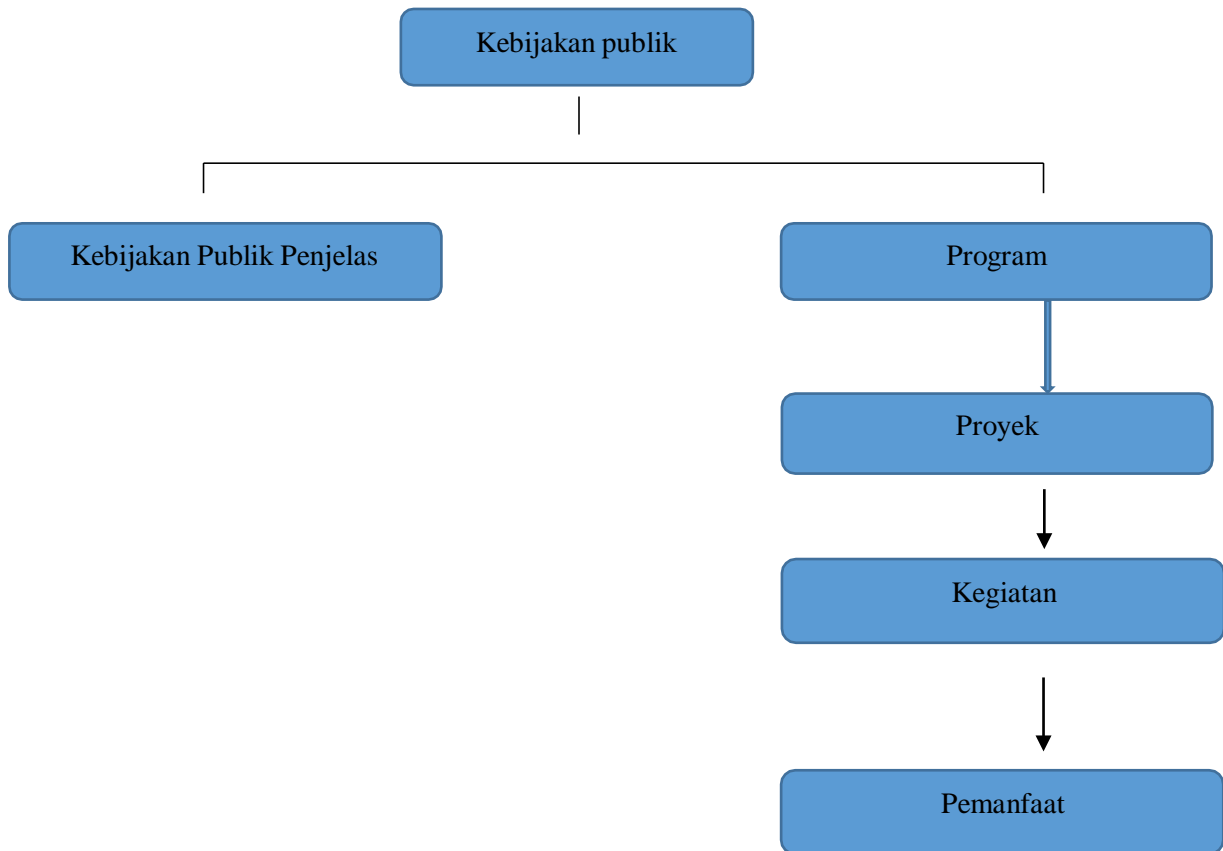 Kebijakan publik
Kebijakan Publik Penjelas
Program
Proyek
Kegiatan
Pemanfaat